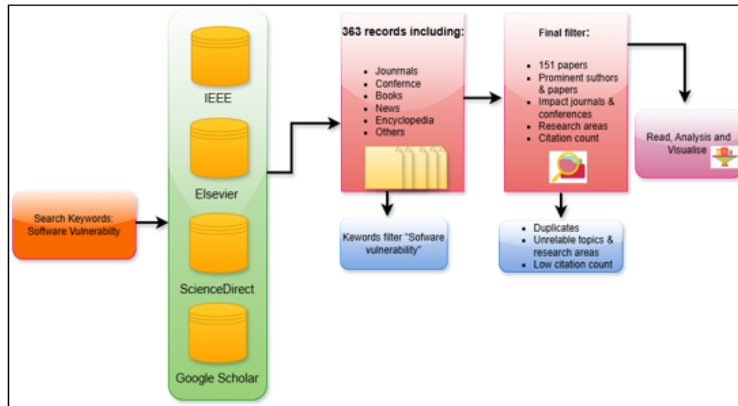 Search Keywords:
Software Vulnerabilty
IEEE
Elsevier
ScienceDirect
Google Scholar
363 records including:
• Jounrnals
• Confernce
• Books
• News
• Encyclopedia
• Others
Kewords filter "Sofware
vulnerability"
Final filter:
• 151 papers
• Prominent suthors
& papers
• Impact journals &
conferences
• Research areas
• Citation count
• Duplicates
• Unrelable topics &
research areas
• Low citation count
Read, Analysis and
Visualise